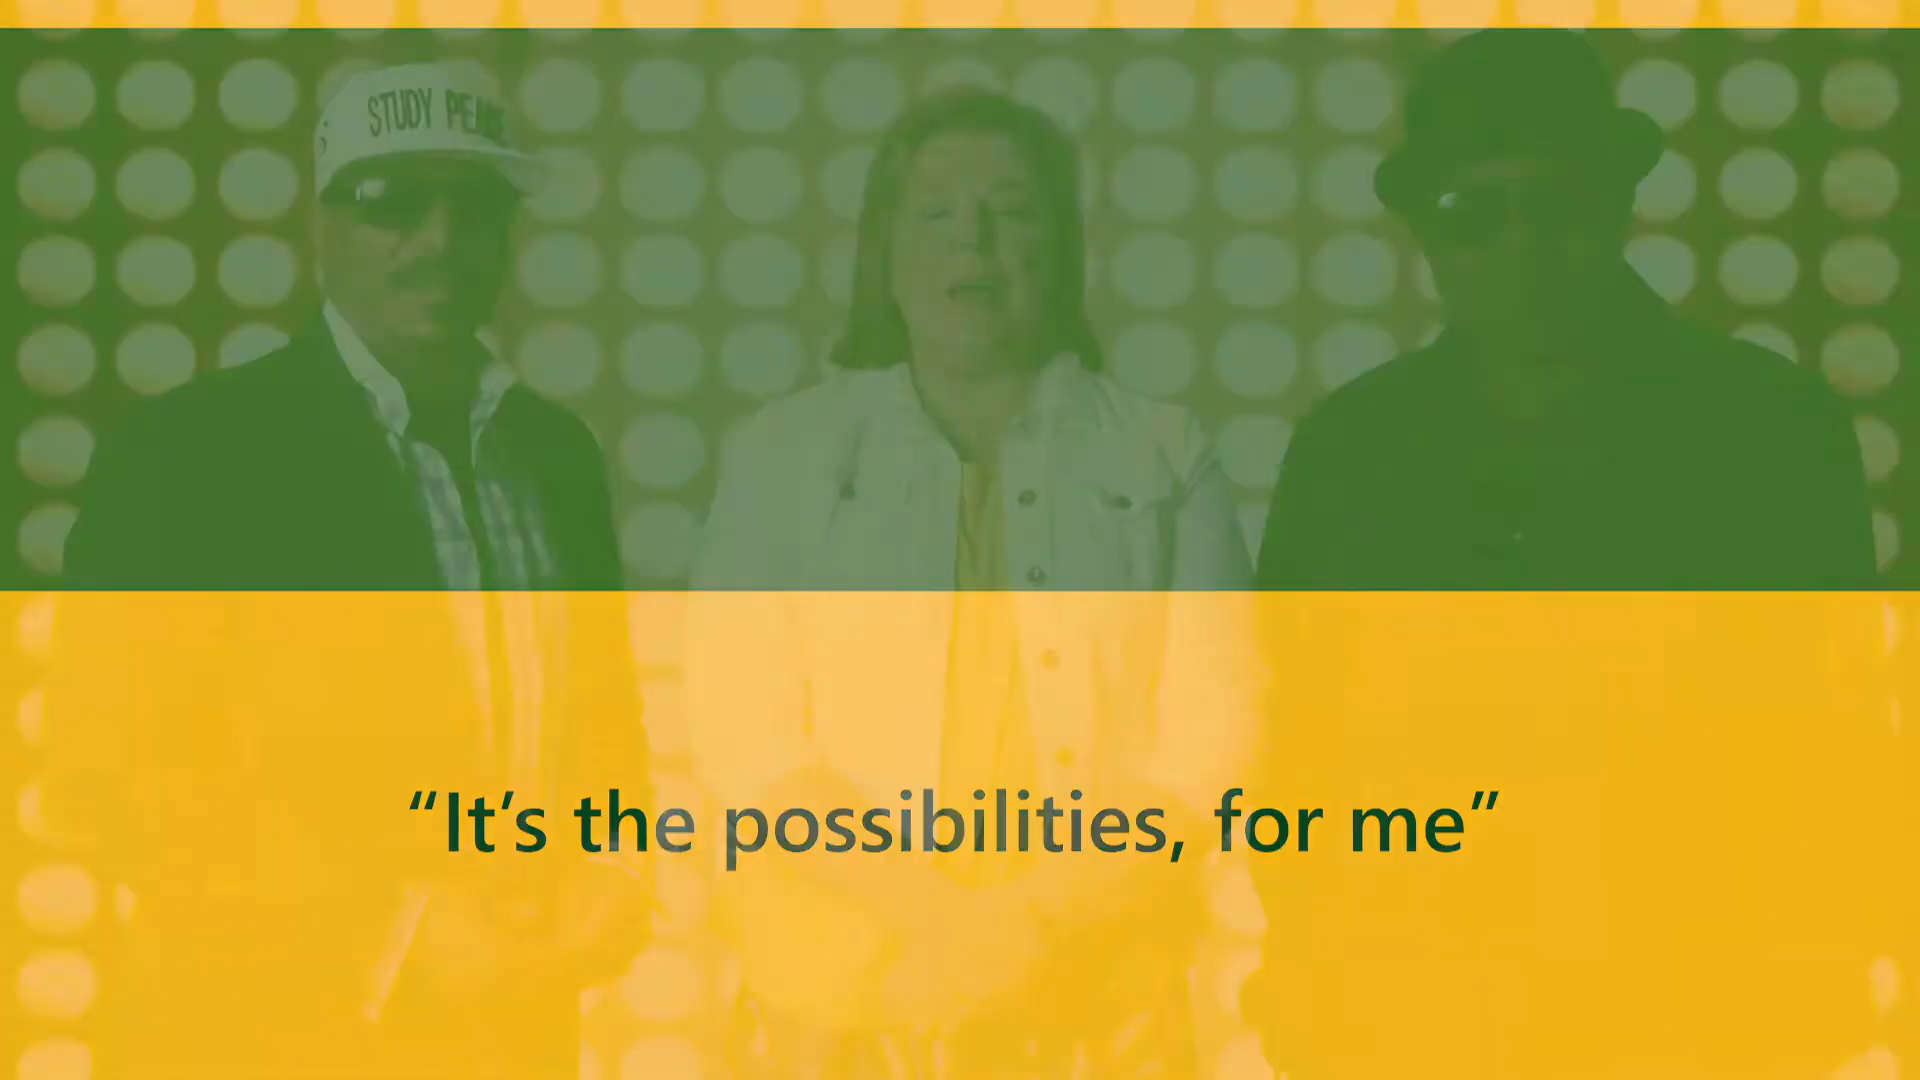 STUDY
“It’s the possibilities, for me”